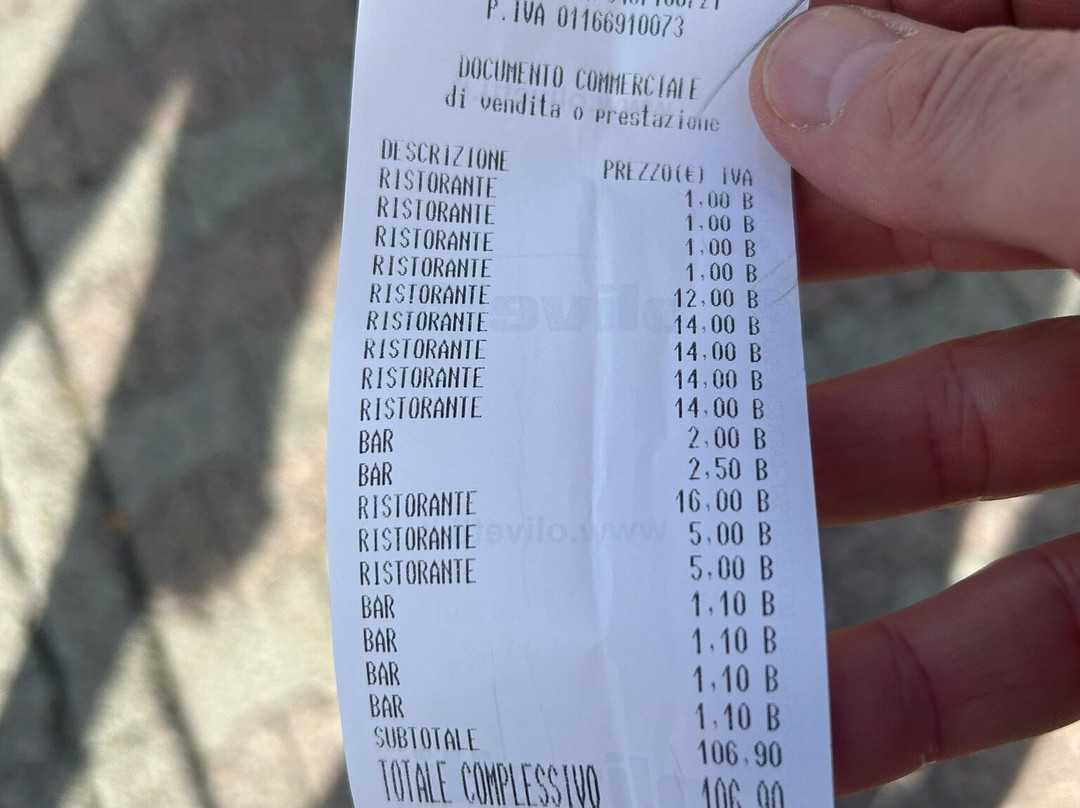 P.IVA 01166910073
DOCUMENTO COMMERCIALE
di vendita o prestazione
DESCRIZIONE PREZZO(€) IVA
RISTORANTE 1,00 B
RISTORANTE 1,00 B
RISTORANTE 1,00 B
RISTORANTE 1,00 B
RISTORANTE 12,00 B
RISTORANTE 14,00 B
RISTORANTE 14,00 B
RISTORANTE 14,00 B
RISTORANTE 14,00 B
BAR 2,00 B
BAR 2,50 B
RISTORANTE 16,00 B
RISTORANTE 5,00 B
RISTORANTE 5,00 B
BAR 1,10 B
BAR 1,10 B
BAR 1,10 B
BAR 1,10 B
SUBTOTALE 106,90
TOTALE COMPLESSIVO 106,90